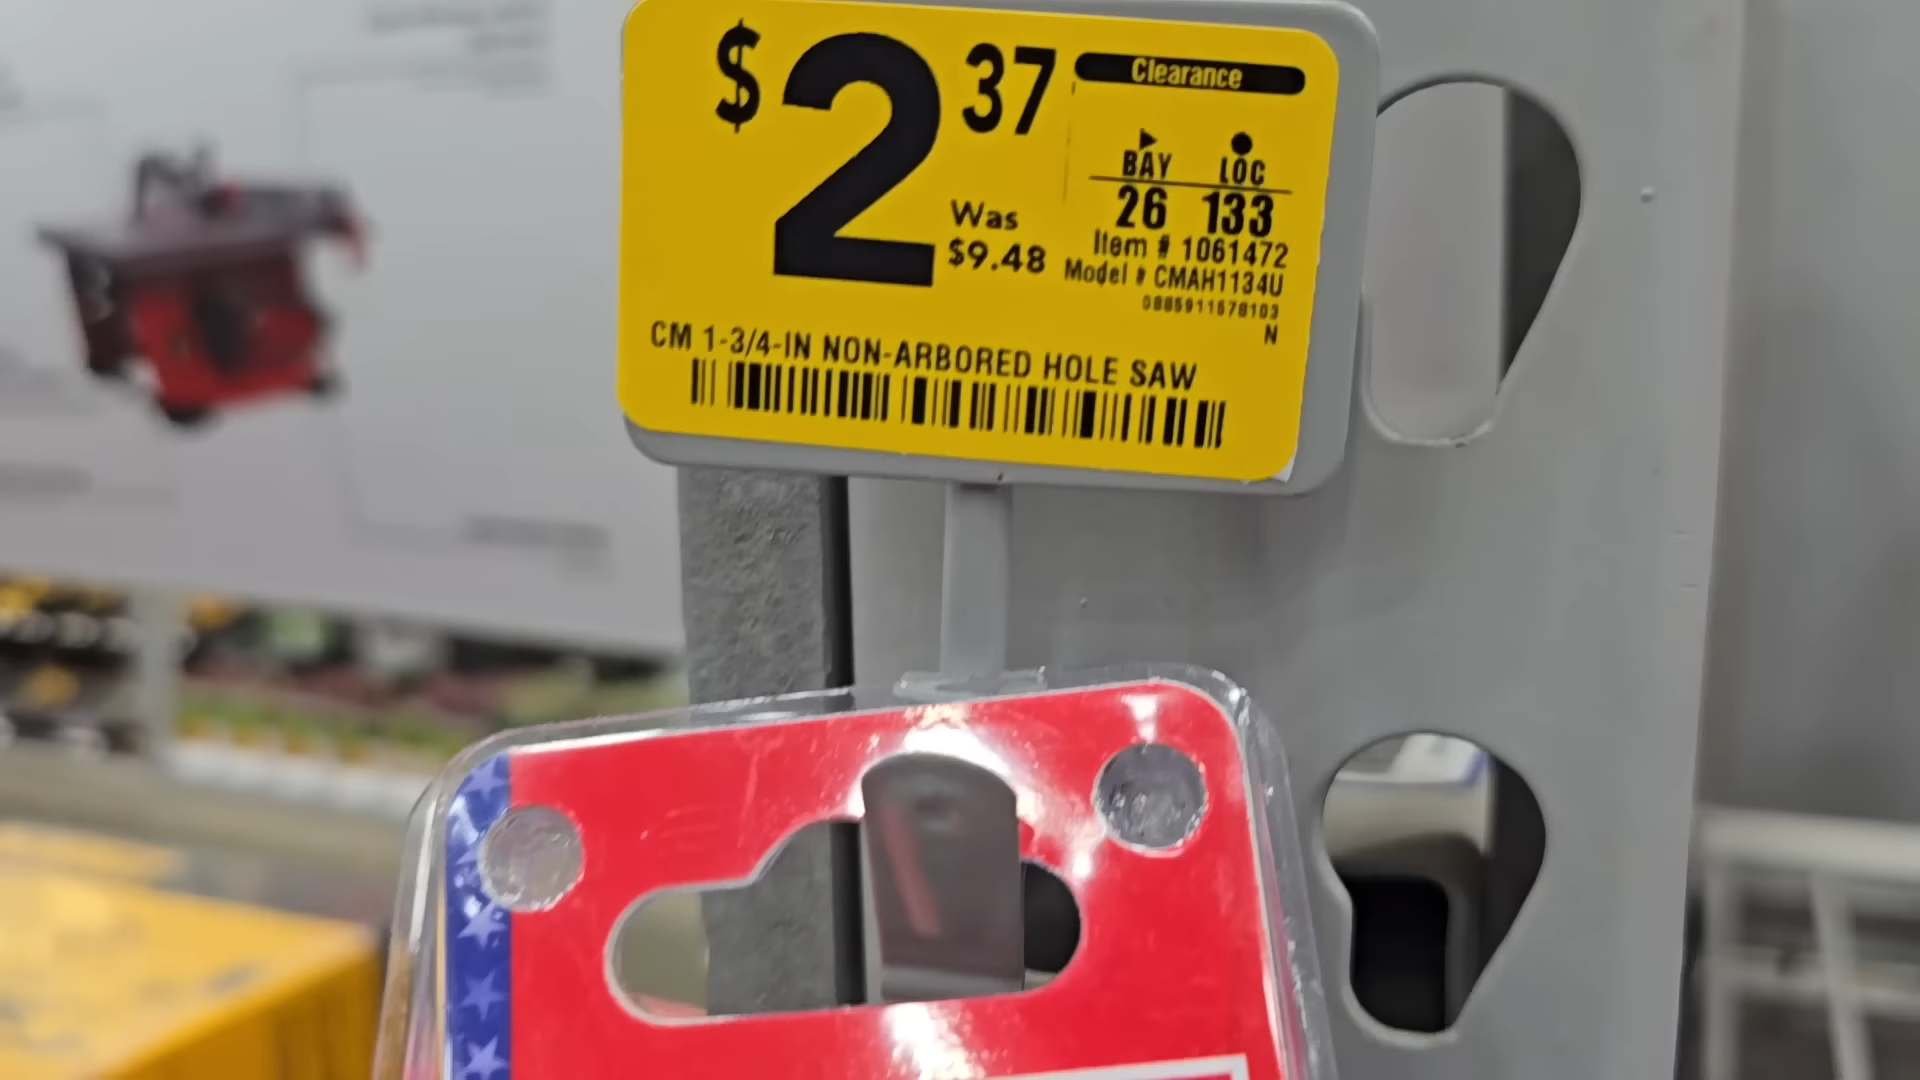 $2 37
Clearance
BAY LOC
26 133
Was
$9.48
Item # 1061472
Model # CMAH1134U
0885911578103
N
CM 1-3/4-IN NON-ARBORED HOLE SAW